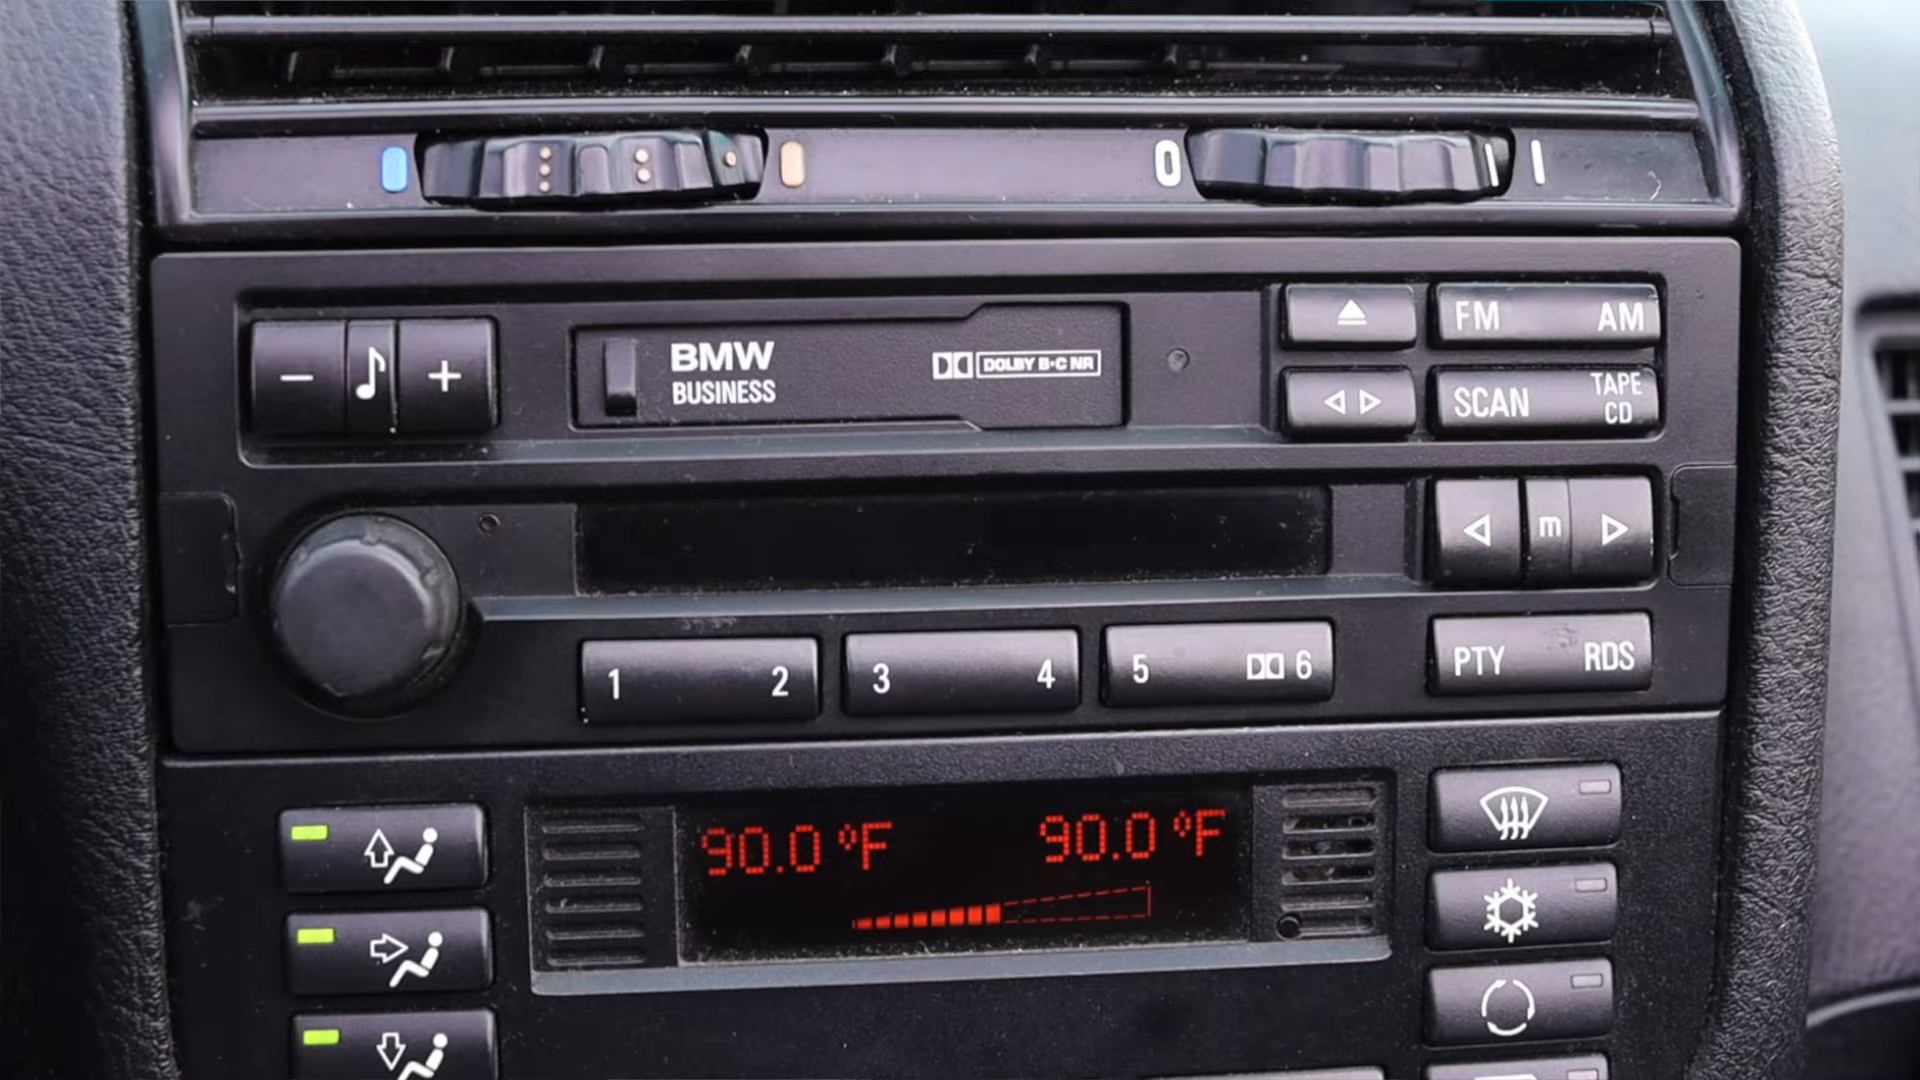 0 I
BMW
BUSINESS
DOLBY B·C NR
FM AM
SCAN TAPE
CD
m
1 2 3 4 5 6
PTY RDS
90.0 °F 90.0 °F